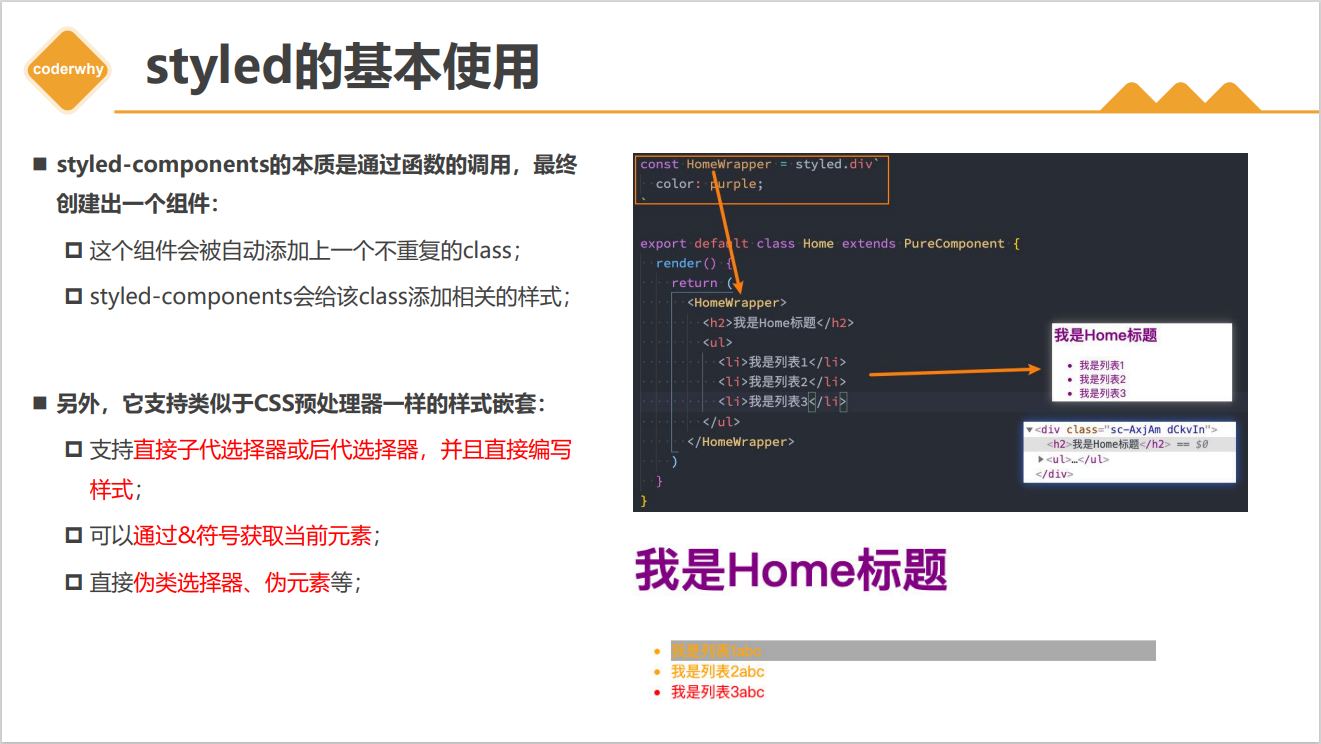 coderwhy
styled的基本使用
styled-components的本质是通过函数的调用，最终
创建出一个组件：
这个组件会被自动添加上一个不重复的class；
styled-components会给该class添加相关的样式；
另外，它支持类似于CSS预处理器一样的样式嵌套：
支持直接子代选择器或后代选择器，并且直接编写
样式；
可以通过&符号获取当前元素；
直接伪类选择器、伪元素等；
const HomeWrapper = styled.div`
  color: purple;
`
export default class Home extends PureComponent {
  render() {
    return (
      <HomeWrapper>
        <h2>我是Home标题</h2>
        <ul>
          <li>我是列表1</li>
          <li>我是列表2</li>
          <li>我是列表3</li>
        </ul>
      </HomeWrapper>
    )
  }
}
我是Home标题
我是列表1
我是列表2
我是列表3
<div class="sc-AxjAm dCkvIn">
<h2>我是Home标题</h2> == $0
<ul>…</ul>
</div>
我是Home标题
我是列表1abc
我是列表2abc
我是列表3abc